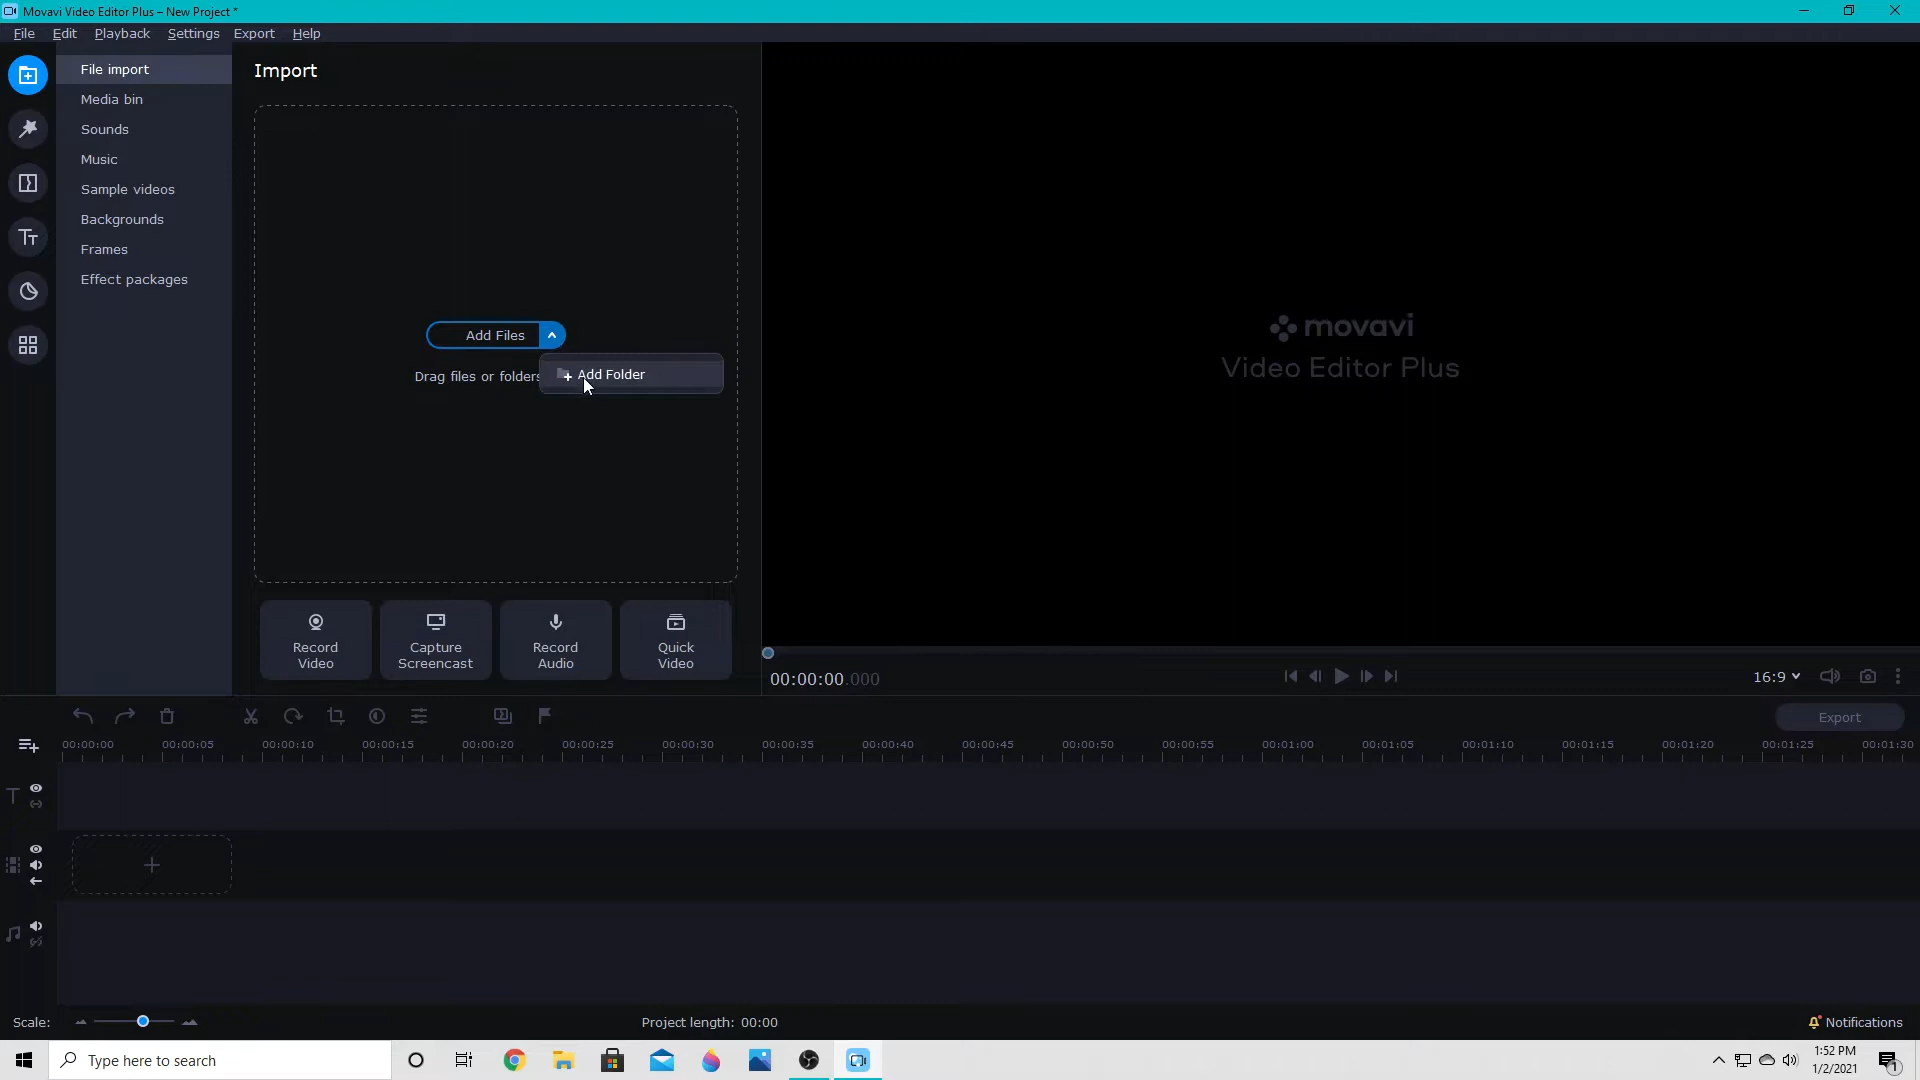 Movavi Video Editor Plus – New Project *
File Edit Playback Settings Export Help
File import
Media bin
Sounds
Music
Sample videos
Backgrounds
Frames
Effect packages
Import
Add Files
Drag files or folders
Add Folder
Record
Video
Capture
Screencast
Record
Audio
Quick
Video
movavi
Video Editor Plus
00:00:00.000
16:9
Export
00:00:00 00:00:05 00:00:10 00:00:15 00:00:20 00:00:25 00:00:30 00:00:35 00:00:40 00:00:45 00:00:50 00:00:55 00:01:00 00:01:05 00:01:10 00:01:15 00:01:20 00:01:25 00:01:30
Scale:
Project length: 00:00
Notifications
Type here to search
1:52 PM
1/2/2021
1